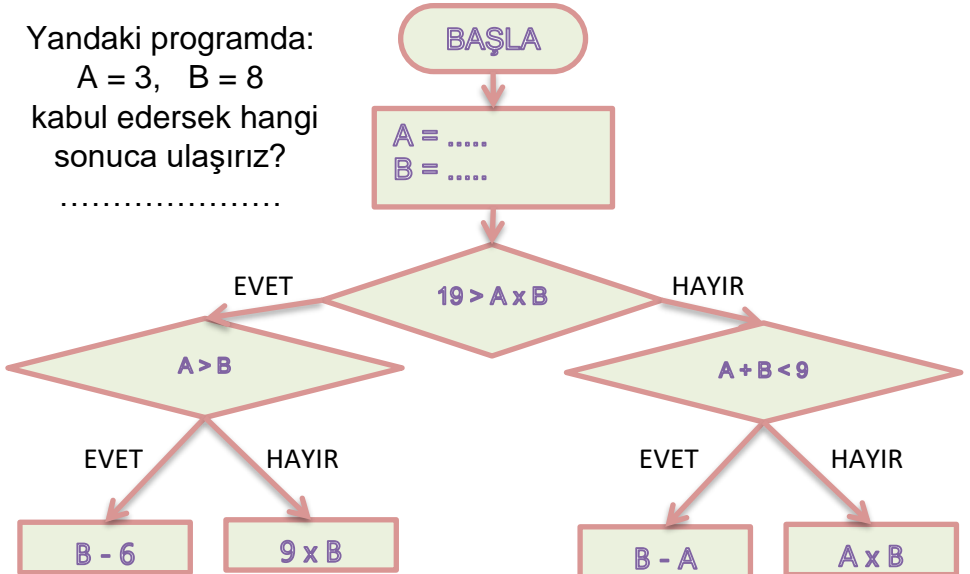 Yandaki programda:
A = 3, B = 8
kabul edersek hangi
sonuca ulaşırız?
…………………
BAŞLA
A = .....
B = .....
19 > A x B
EVET
HAYIR
A > B
A + B < 9
EVET
HAYIR
EVET
HAYIR
B - 6
9 x B
B - A
A x B